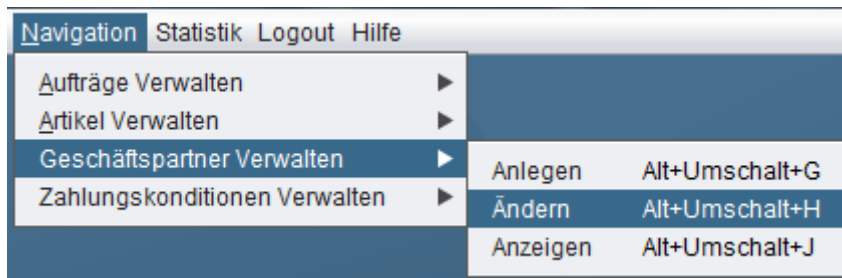 Navigation Statistik Logout Hilfe
Aufträge Verwalten
Artikel Verwalten
Geschäftspartner Verwalten
Zahlungskonditionen Verwalten
Anlegen Alt+Umschalt+G
Ändern Alt+Umschalt+H
Anzeigen Alt+Umschalt+J